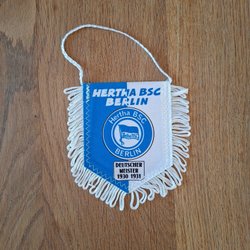 HERTHA BSC
BERLIN
Hertha BSC
BERLIN
DEUTSCHER
MEISTER
1930 1931